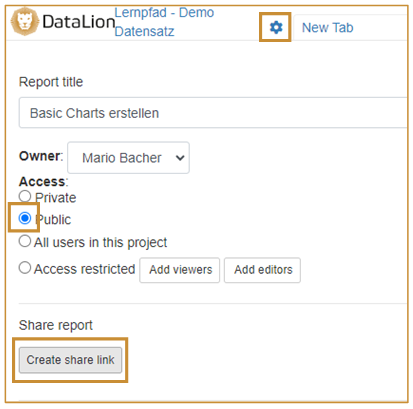 DataLion
Lernpfad - Demo
Datensatz
New Tab
Report title
Basic Charts erstellen
Owner: Mario Bacher
Access:
Private
Public
All users in this project
Access restricted Add viewers Add editors
Share report
Create share link